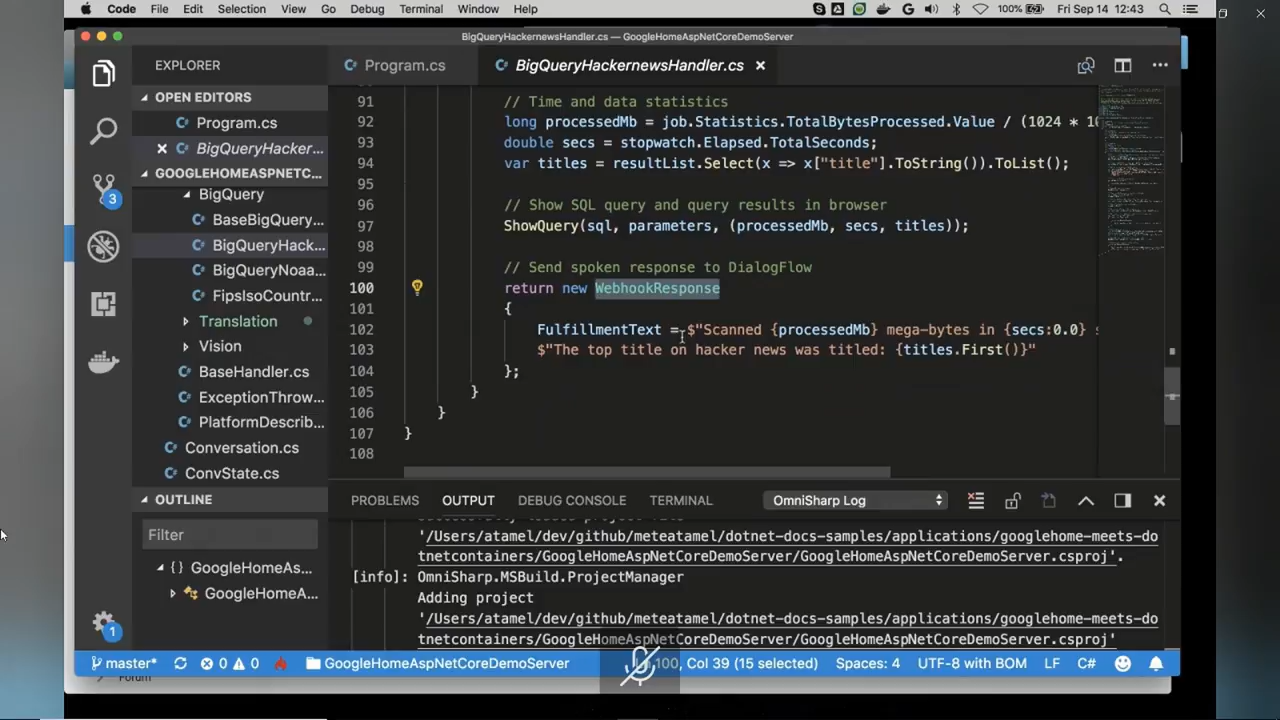 Code File Edit Selection View Go Debug Terminal Window Help 100% Fri Sep 14 12:43
BigQueryHackernewsHandler.cs — GoogleHomeAspNetCoreDemoServer
EXPLORER
OPEN EDITORS
C# Program.cs
C# BigQueryHacker...
GOOGLEHOMEASPNETC...
BigQuery
C# BaseBigQuery...
C# BigQueryHack...
C# BigQueryNoaa...
C# FipsIsoCountr...
Translation
Vision
C# BaseHandler.cs
C# ExceptionThrow...
C# PlatformDescrib...
C# Conversation.cs
C# ConvState.cs
OUTLINE
Filter
{ } GoogleHomeAs...
GoogleHomeA...
3
1
C# Program.cs
C# BigQueryHackernewsHandler.cs
91 // Time and data statistics
92 long processedMb = job.Statistics.TotalBytesProcessed.Value / (1024 * 10
93 double secs = stopwatch.Elapsed.TotalSeconds;
94 var titles = resultList.Select(x => x["title"].ToString()).ToList();
95
96 // Show SQL query and query results in browser
97 ShowQuery(sql, parameters, (processedMb, secs, titles));
98
99 // Send spoken response to DialogFlow
100 return new WebhookResponse
101 {
102 FulfillmentText = $"Scanned {processedMb} mega-bytes in {secs:0.0} s
103 $"The top title on hacker news was titled: {titles.First()}"
104 };
105 }
106 }
107 }
108
PROBLEMS OUTPUT DEBUG CONSOLE TERMINAL OmniSharp Log
'/Users/atamel/dev/github/meteatamel/dotnet-docs-samples/applications/googlehome-meets-do
tnetcontainers/GoogleHomeAspNetCoreDemoServer/GoogleHomeAspNetCoreDemoServer.csproj'.
[info]: OmniSharp.MSBuild.ProjectManager
Adding project
'/Users/atamel/dev/github/meteatamel/dotnet-docs-samples/applications/googlehome-meets-do
tnetcontainers/GoogleHomeAspNetCoreDemoServer/GoogleHomeAspNetCoreDemoServer.csproj'
master* 0 0 GoogleHomeAspNetCoreDemoServer 100, Col 39 (15 selected) Spaces: 4 UTF-8 with BOM LF C#
Forum